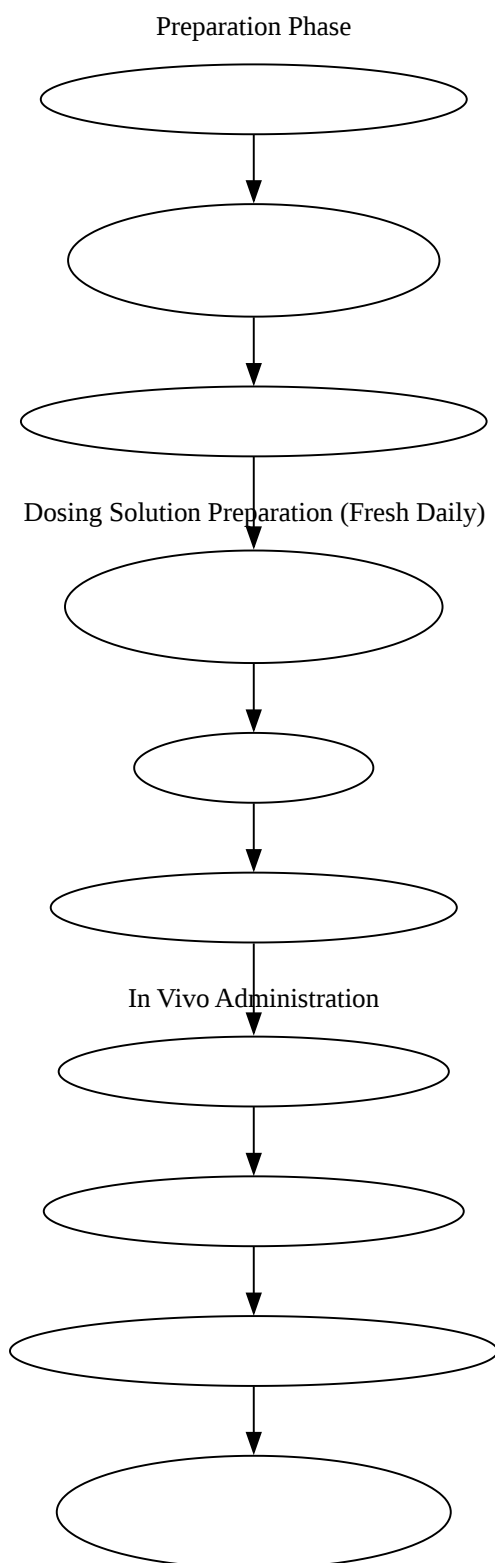 Preparation Phase
Dosing Solution Preparation (Fresh Daily)
In Vivo Administration